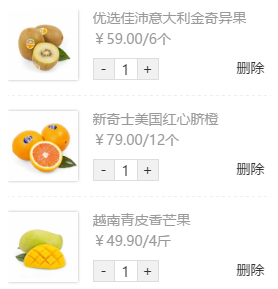 优选佳沛意大利金奇异果
￥59.00/6个
- 1 + 删除
新奇士美国红心脐橙
￥79.00/12个
- 1 + 删除
越南青皮香芒果
￥49.90/4斤
- 1 + 删除